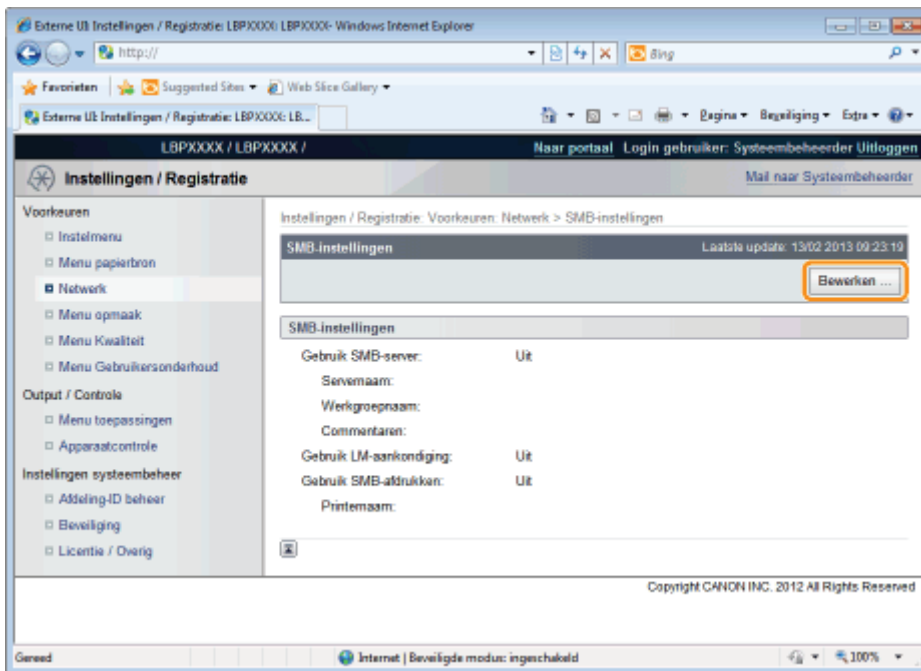 Externe UI: Instellingen / Registratie: LBPXXXX: LBPXXXX- Windows Internet Explorer
http://
Bing
Favorieten Suggested Sites Web Slice Gallery
Externe UI: Instellingen / Registratie: LBPXXXX: LB...
Pagina Beveiliging Extra
LBPXXXX / LBPXXXX /
Naar portaal Login gebruiker: Systeembeheerder Uitloggen
Instellingen / Registratie
Mail naar Systeembeheerder
Voorkeuren
Instelmenu
Menu papierbron
Netwerk
Menu opmaak
Menu Kwaliteit
Menu Gebruikersonderhoud
Output / Controle
Menu toepassingen
Apparaatcontrole
Instellingen systeembeheer
Afdeling-ID beheer
Beveiliging
Licentie / Overig
Instellingen / Registratie: Voorkeuren: Netwerk > SMB-instellingen
SMB-instellingen
Laatste update: 13/02 2013 09:23:19
Bewerken ...
SMB-instellingen
Gebruik SMB-server: Uit
Servernaam:
Werkgroepnaam:
Commentaren:
Gebruik LM-aankondiging: Uit
Gebruik SMB-afdrukken: Uit
Printernaam:
Copyright CANON INC. 2012 All Rights Reserved
Gereed
Internet | Beveiligde modus: ingeschakeld
100%